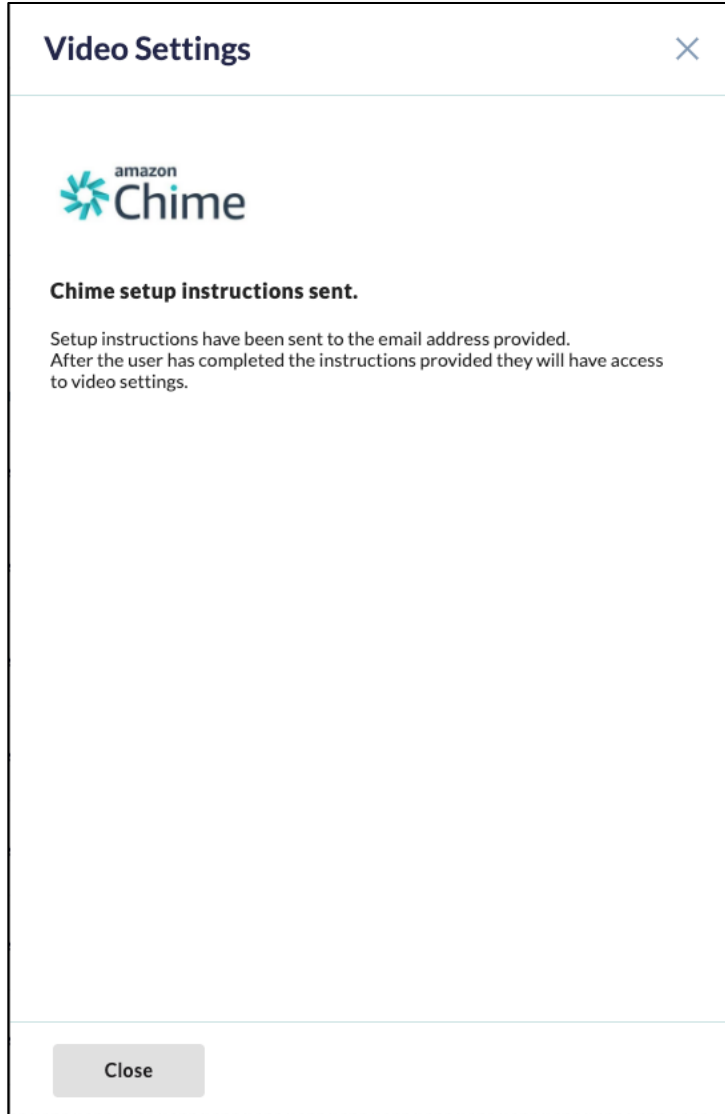 Video Settings
amazon
Chime
Chime setup instructions sent.
Setup instructions have been sent to the email address provided.
After the user has completed the instructions provided they will have access
to video settings.
Close